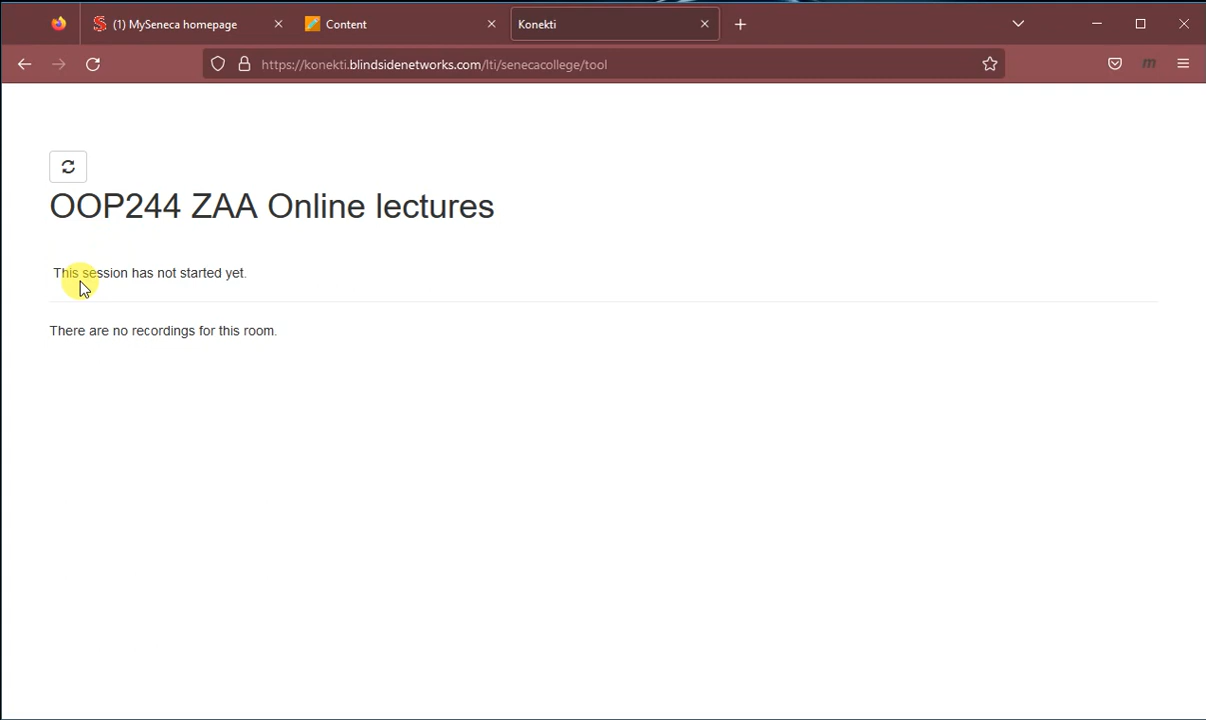 (1) MySeneca homepage
Content
Konekti
https://konekti.blindsidenetworks.com/lti/senecacollege/tool
m
OOP244 ZAA Online lectures
This session has not started yet.
There are no recordings for this room.